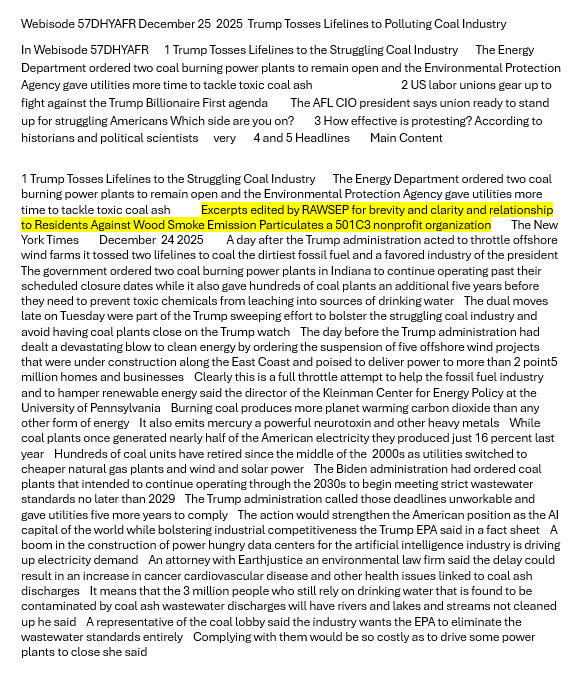 Webisode 57DHYAFR December 25  2025  Trump Tosses Lifelines to Polluting Coal Industry
In Webisode 57DHYAFR     1 Trump Tosses Lifelines to the Struggling Coal Industry     The Energy
Department ordered two coal burning power plants to remain open and the Environmental Protection
Agency gave utilities more time to tackle toxic coal ash     2 US labor unions gear up to
fight against the Trump Billionaire First agenda     The AFL CIO president says union ready to stand
up for struggling Americans Which side are you on?     3 How effective is protesting? According to
historians and political scientists     very     4 and 5 Headlines     Main Content
1 Trump Tosses Lifelines to the Struggling Coal Industry     The Energy Department ordered two coal
burning power plants to remain open and the Environmental Protection Agency gave utilities more
time to tackle toxic coal ash     Excerpts edited by RAWSEP for brevity and clarity and relationship
to Residents Against Wood Smoke Emission Particulates a 501C3 nonprofit organization     The New
York Times     December  24 2025     A day after the Trump administration acted to throttle offshore
wind farms it tossed two lifelines to coal the dirtiest fossil fuel and a favored industry of the president
The government ordered two coal burning power plants in Indiana to continue operating past their
scheduled closure dates while it also gave hundreds of coal plants an additional five years before
they need to prevent toxic chemicals from leaching into sources of drinking water   The dual moves
late on Tuesday were part of the Trump sweeping effort to bolster the struggling coal industry and
avoid having coal plants close on the Trump watch   The day before the Trump administration had
dealt a devastating blow to clean energy by ordering the suspension of five offshore wind projects
that were under construction along the East Coast and poised to deliver power to more than 2 point5
million homes and businesses   Clearly this is a full throttle attempt to help the fossil fuel industry
and to hamper renewable energy said the director of the Kleinman Center for Energy Policy at the
University of Pennsylvania   Burning coal produces more planet warming carbon dioxide than any
other form of energy   It also emits mercury a powerful neurotoxin and other heavy metals   While
coal plants once generated nearly half of the American electricity they produced just 16 percent last
year   Hundreds of coal units have retired since the middle of the  2000s as utilities switched to
cheaper natural gas plants and wind and solar power   The Biden administration had ordered coal
plants that intended to continue operating through the 2030s to begin meeting strict wastewater
standards no later than 2029   The Trump administration called those deadlines unworkable and
gave utilities five more years to comply   The action would strengthen the American position as the AI
capital of the world while bolstering industrial competitiveness the Trump EPA said in a fact sheet   A
boom in the construction of power hungry data centers for the artificial intelligence industry is driving
up electricity demand   An attorney with Earthjustice an environmental law firm said the delay could
result in an increase in cancer cardiovascular disease and other health issues linked to coal ash
discharges   It means that the 3 million people who still rely on drinking water that is found to be
contaminated by coal ash wastewater discharges will have rivers and lakes and streams not cleaned
up he said   A representative of the coal lobby said the industry wants the EPA to eliminate the
wastewater standards entirely   Complying with them would be so costly as to drive some power
plants to close she said